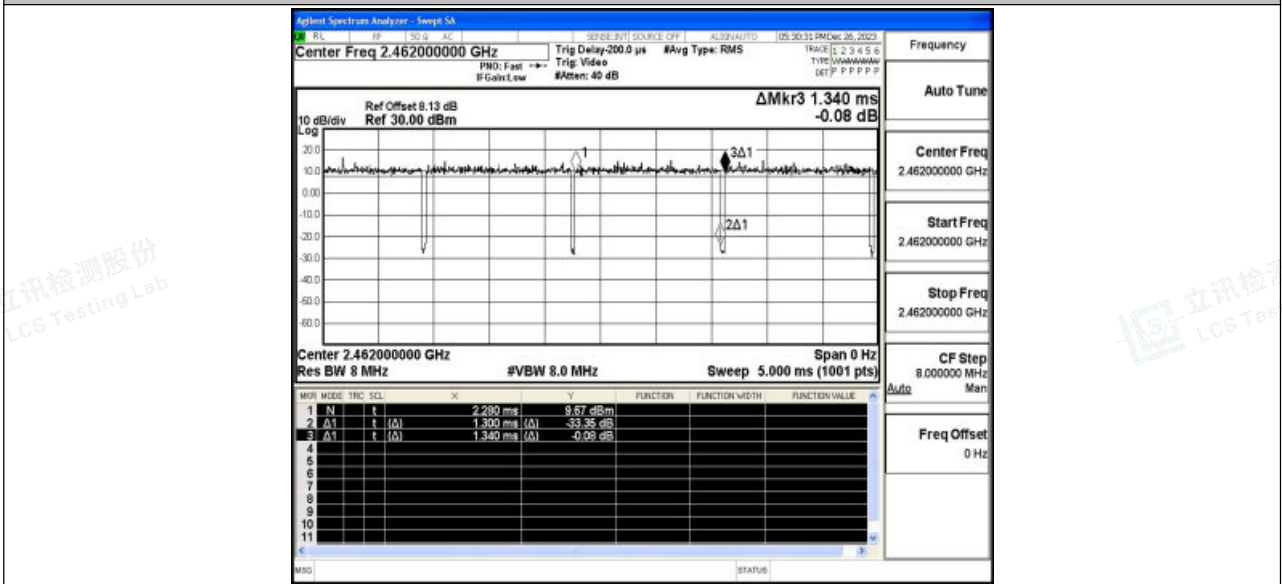 Agilent Spectrum Analyzer - Swept SA
RL RF 50 Ω AC SENSE:INT SOURCE OFF ALIGNAUTO 05:30:31 PM Dec 26, 2023
Center Freq 2.462000000 GHz
PNO: Fast
IFGain:Low
Trig Delay-200.0 µs
Trig: Video
#Atten: 40 dB
#Avg Type: RMS
TRACE 1 2 3 4 5 6
TYPE WWWWWW
DET P P P P P P
ΔMkr3 1.340 ms
-0.08 dB
Ref Offset 8.13 dB
10 dB/div Ref 30.00 dBm
Log
20.0
10.0
0.00
-10.0
-20.0
-30.0
-40.0
-50.0
-60.0
1
3Δ1
2Δ1
Center 2.462000000 GHz Span 0 Hz
Res BW 8 MHz #VBW 8.0 MHz Sweep 5.000 ms (1001 pts)
MKR MODE TRC SCL X Y FUNCTION FUNCTION WIDTH FUNCTION VALUE
1 N t 2.280 ms 9.67 dBm
2 Δ1 t (Δ) 1.300 ms (Δ) -33.35 dB
3 Δ1 t (Δ) 1.340 ms (Δ) -0.08 dB
4
5
6
7
8
9
10
11
MSG STATUS
Frequency
Auto Tune
Center Freq
2.462000000 GHz
Start Freq
2.462000000 GHz
Stop Freq
2.462000000 GHz
CF Step
8.000000 MHz
Auto Man
Freq Offset
0 Hz
立讯检测股份
LCS Testing Lab
立讯检
LCS Tes